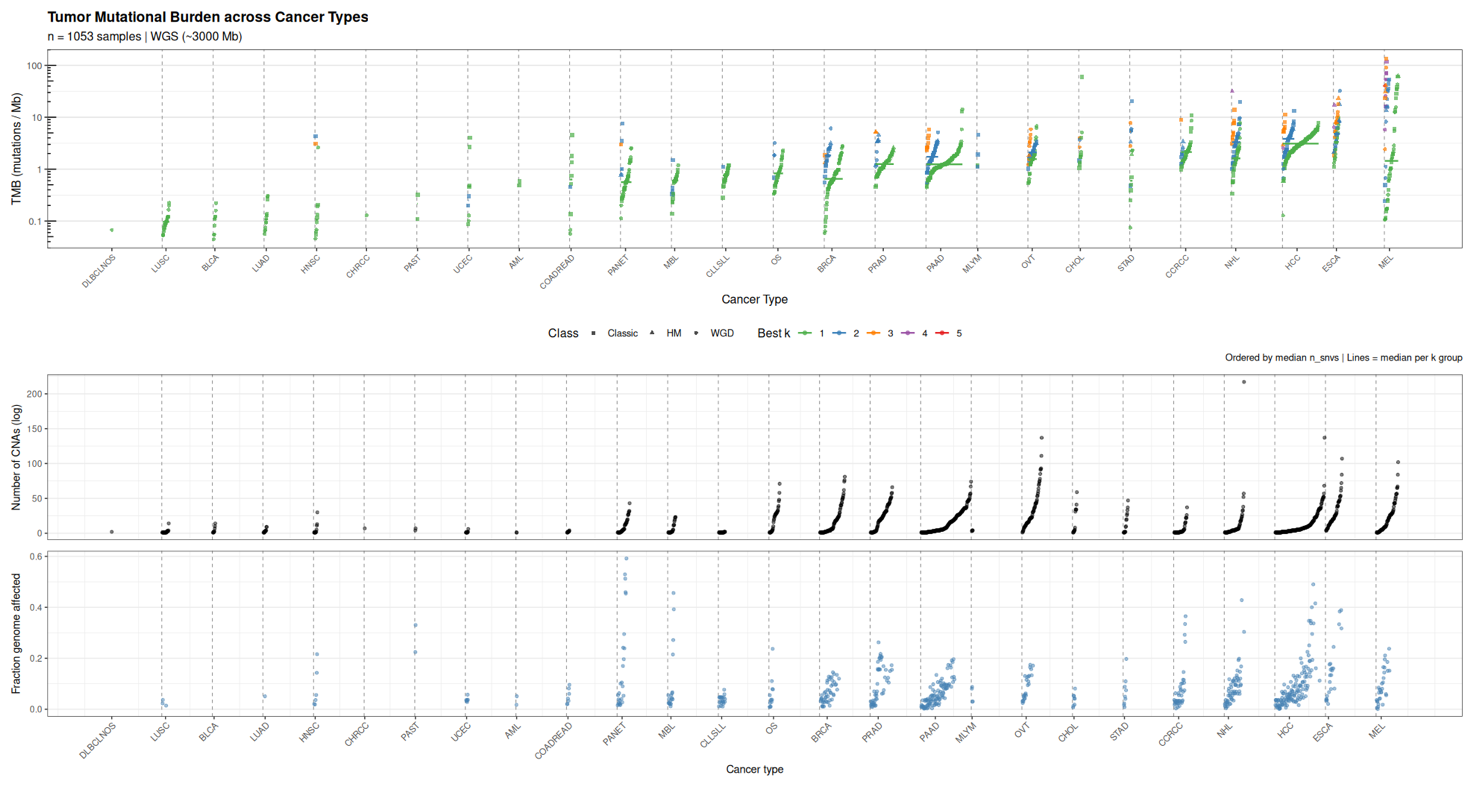 Tumor Mutational Burden across Cancer Types
n = 1053 samples | WGS (~3000 Mb)
TMB (mutations / Mb)
100
10
1
0.1
DLBCLNOS LUSC BLCA LUAD HNSC CHRCC PAST UCEC AML COADREAD PANET MBL CLLSLL OS BRCA PRAD PAAD MLYM OVT CHOL STAD CCRCC NHL HCC ESCA MEL
Cancer Type
Class Classic HM WGD Best k 1 2 3 4 5
Ordered by median n_snvs | Lines = median per k group
Number of CNAs (log)
200
150
100
50
0
Fraction genome affected
0.6
0.4
0.2
0.0
DLBCLNOS LUSC BLCA LUAD HNSC CHRCC PAST UCEC AML COADREAD PANET MBL CLLSLL OS BRCA PRAD PAAD MLYM OVT CHOL STAD CCRCC NHL HCC ESCA MEL
Cancer type